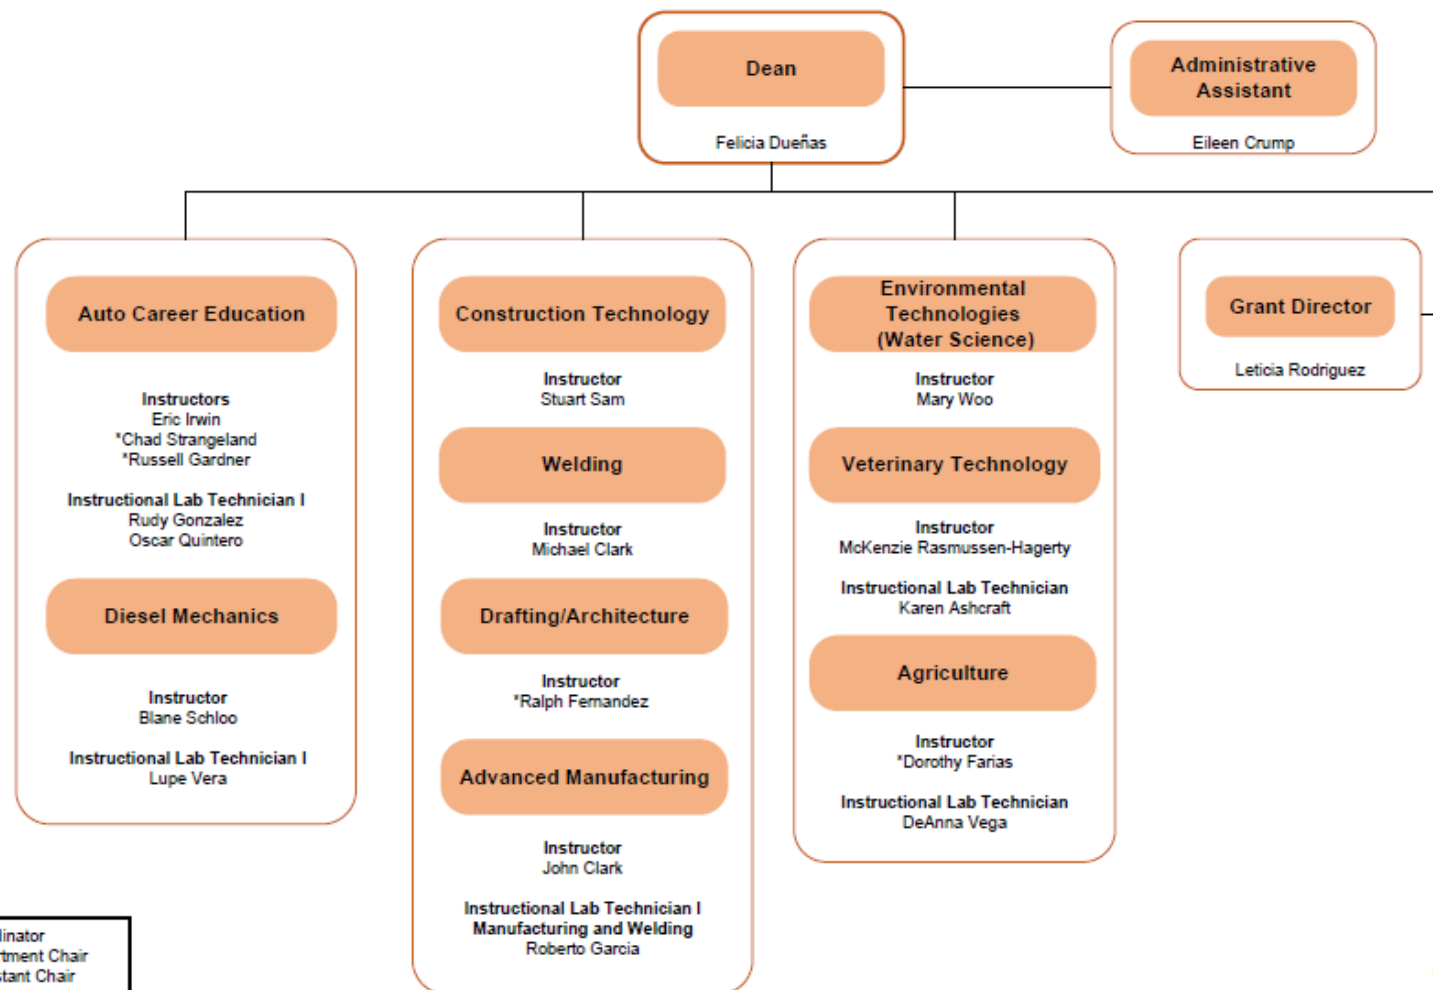 Dean
Felicia Dueñas
Administrative
Assistant
Eileen Crump
Auto Career Education
Instructors
Eric Irwin
*Chad Strangeland
*Russell Gardner
Instructional Lab Technician I
Rudy Gonzalez
Oscar Quintero
Diesel Mechanics
Instructor
Blane Schloo
Instructional Lab Technician I
Lupe Vera
Construction Technology
Instructor
Stuart Sam
Welding
Instructor
Michael Clark
Drafting/Architecture
Instructor
*Ralph Fernandez
Advanced Manufacturing
Instructor
John Clark
Instructional Lab Technician I
Manufacturing and Welding
Roberto Garcia
Environmental
Technologies
(Water Science)
Instructor
Mary Woo
Veterinary Technology
Instructor
McKenzie Rasmussen-Hagerty
Instructional Lab Technician
Karen Ashcraft
Agriculture
Instructor
*Dorothy Farias
Instructional Lab Technician
DeAnna Vega
Grant Director
Leticia Rodriguez
Chair
Chair